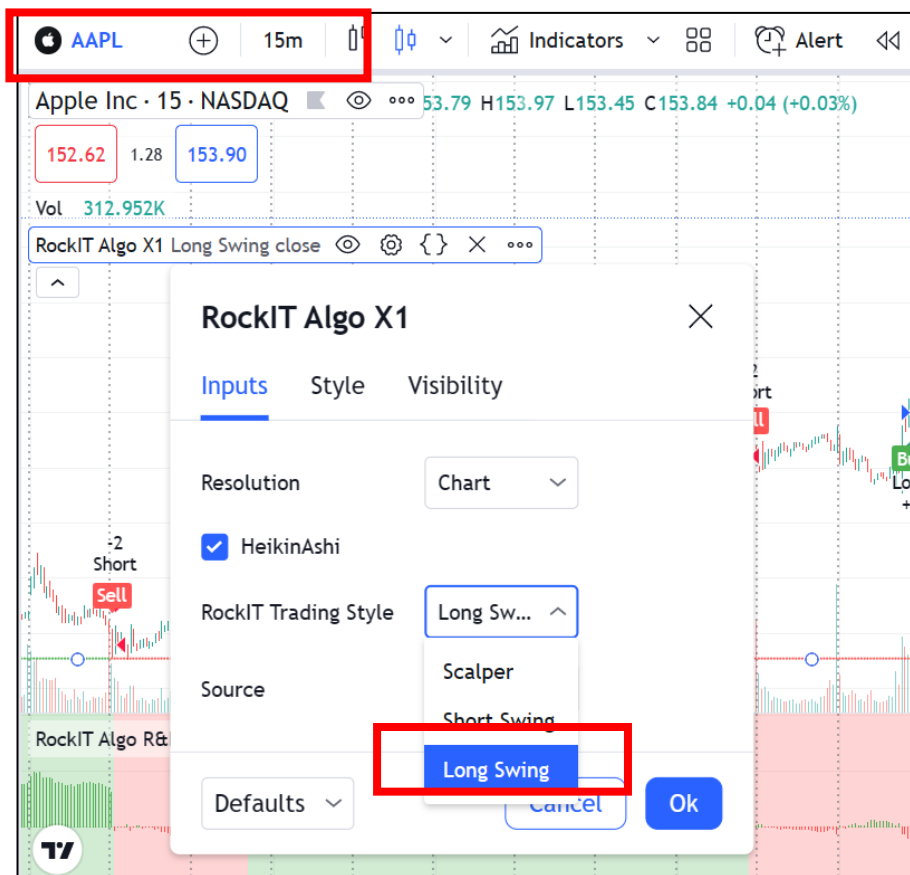 AAPL 15m Indicators Alert
Apple Inc · 15 · NASDAQ 53.79 H153.97 L153.45 C153.84 +0.04 (+0.03%)
152.62 1.28 153.90
Vol 312.952K
RockIT Algo X1 Long Swing close
RockIT Algo X1
Inputs Style Visibility
Resolution Chart
HeikinAshi
-2
Short
Sell
RockIT Trading Style Long Sw...
Scalper
Source
Short Swing
RockIT Algo R&
Long Swing
Defaults Cancel Ok